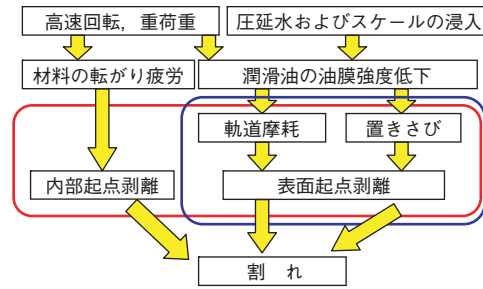 高速回転，重荷重
圧延水およびスケールの浸入
材料の転がり疲労
潤滑油の油膜強度低下
軌道摩耗
置きさび
内部起点剥離
表面起点剥離
割 れ